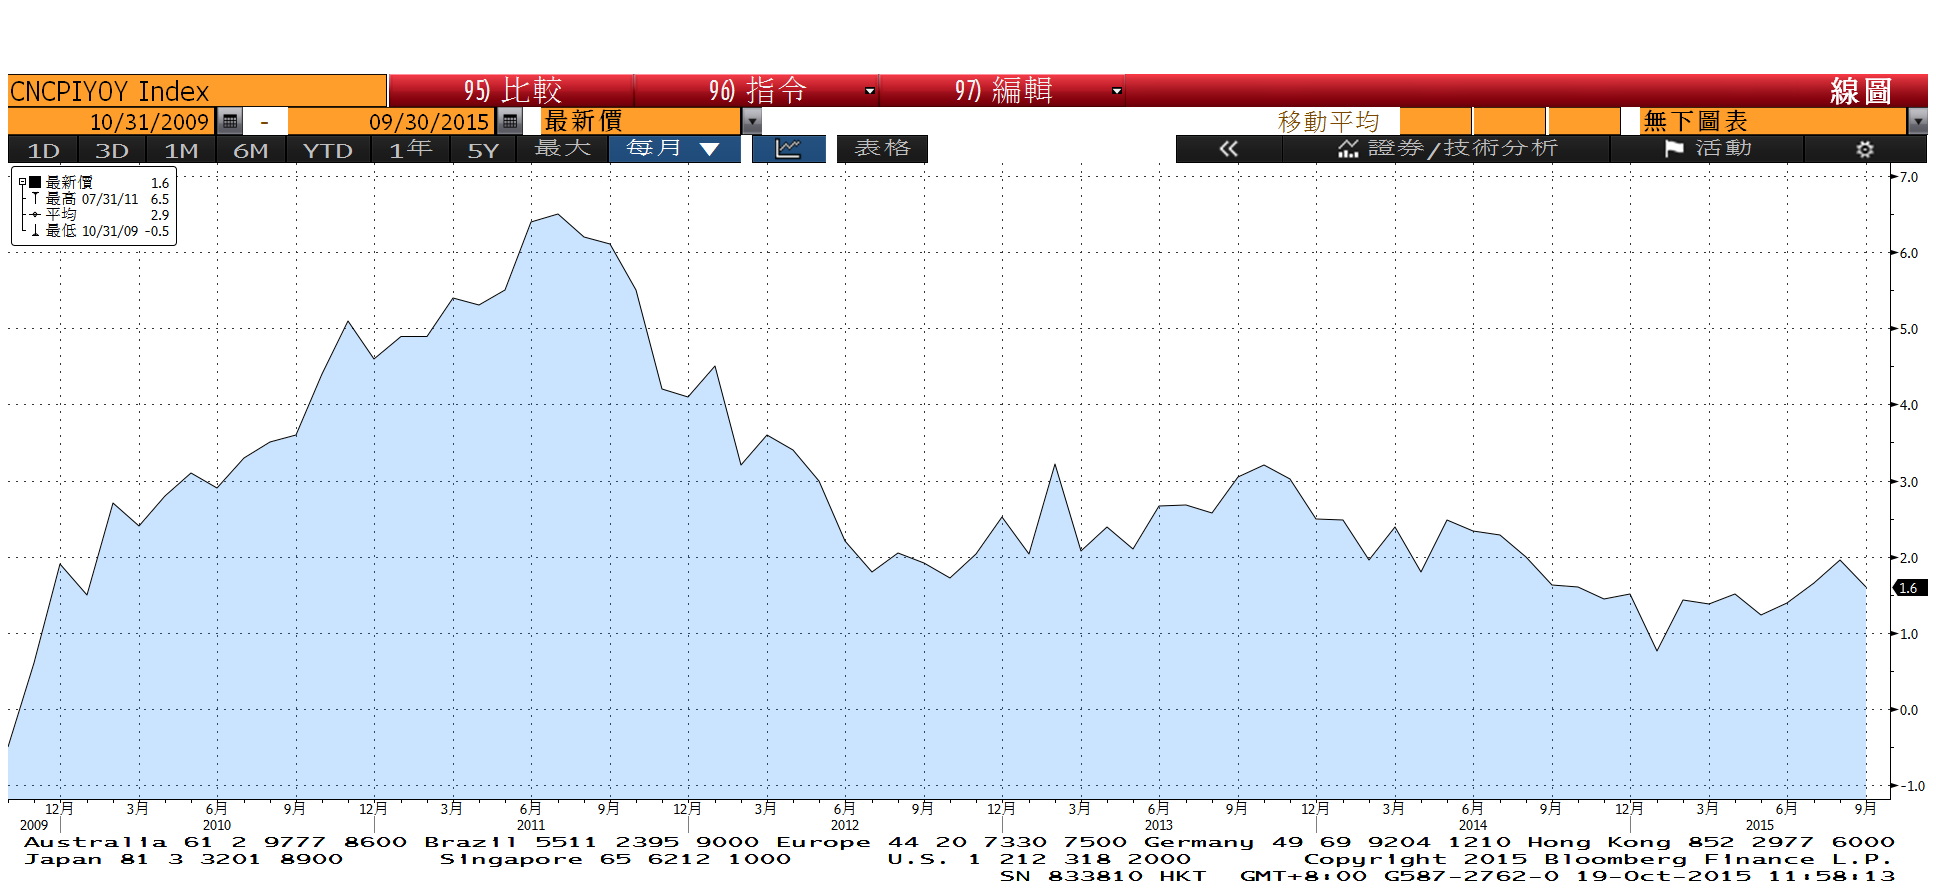 CNCPIYOY Index 95) 比較 96) 指令 97) 編輯 線圖
10/31/2009 - 09/30/2015 最新價 移動平均 無下圖表
1D 3D 1M 6M YTD 1年 5Y 最大 每月 表格 « 證券/技術分析 活動
最新價 1.6
最高 07/31/11 6.5
平均 2.9
最低 10/31/09 -0.5
7.0
6.0
5.0
4.0
3.0
2.0
1.6
1.0
0.0
-1.0
12月 3月 6月 9月 12月 3月 6月 9月 12月 3月 6月 9月 12月 3月 6月 9月 12月 3月 6月 9月 12月 3月 6月 9月
2009 2010 2011 2012 2013 2014 2015
Australia 61 2 9777 8600 Brazil 5511 2395 9000 Europe 44 20 7330 7500 Germany 49 69 9204 1210 Hong Kong 852 2977 6000
Japan 81 3 3201 8900 Singapore 65 6212 1000 U.S. 1 212 318 2000 Copyright 2015 Bloomberg Finance L.P.
SN 833810 HKT GMT+8:00 G587-2762-0 19-Oct-2015 11:58:13